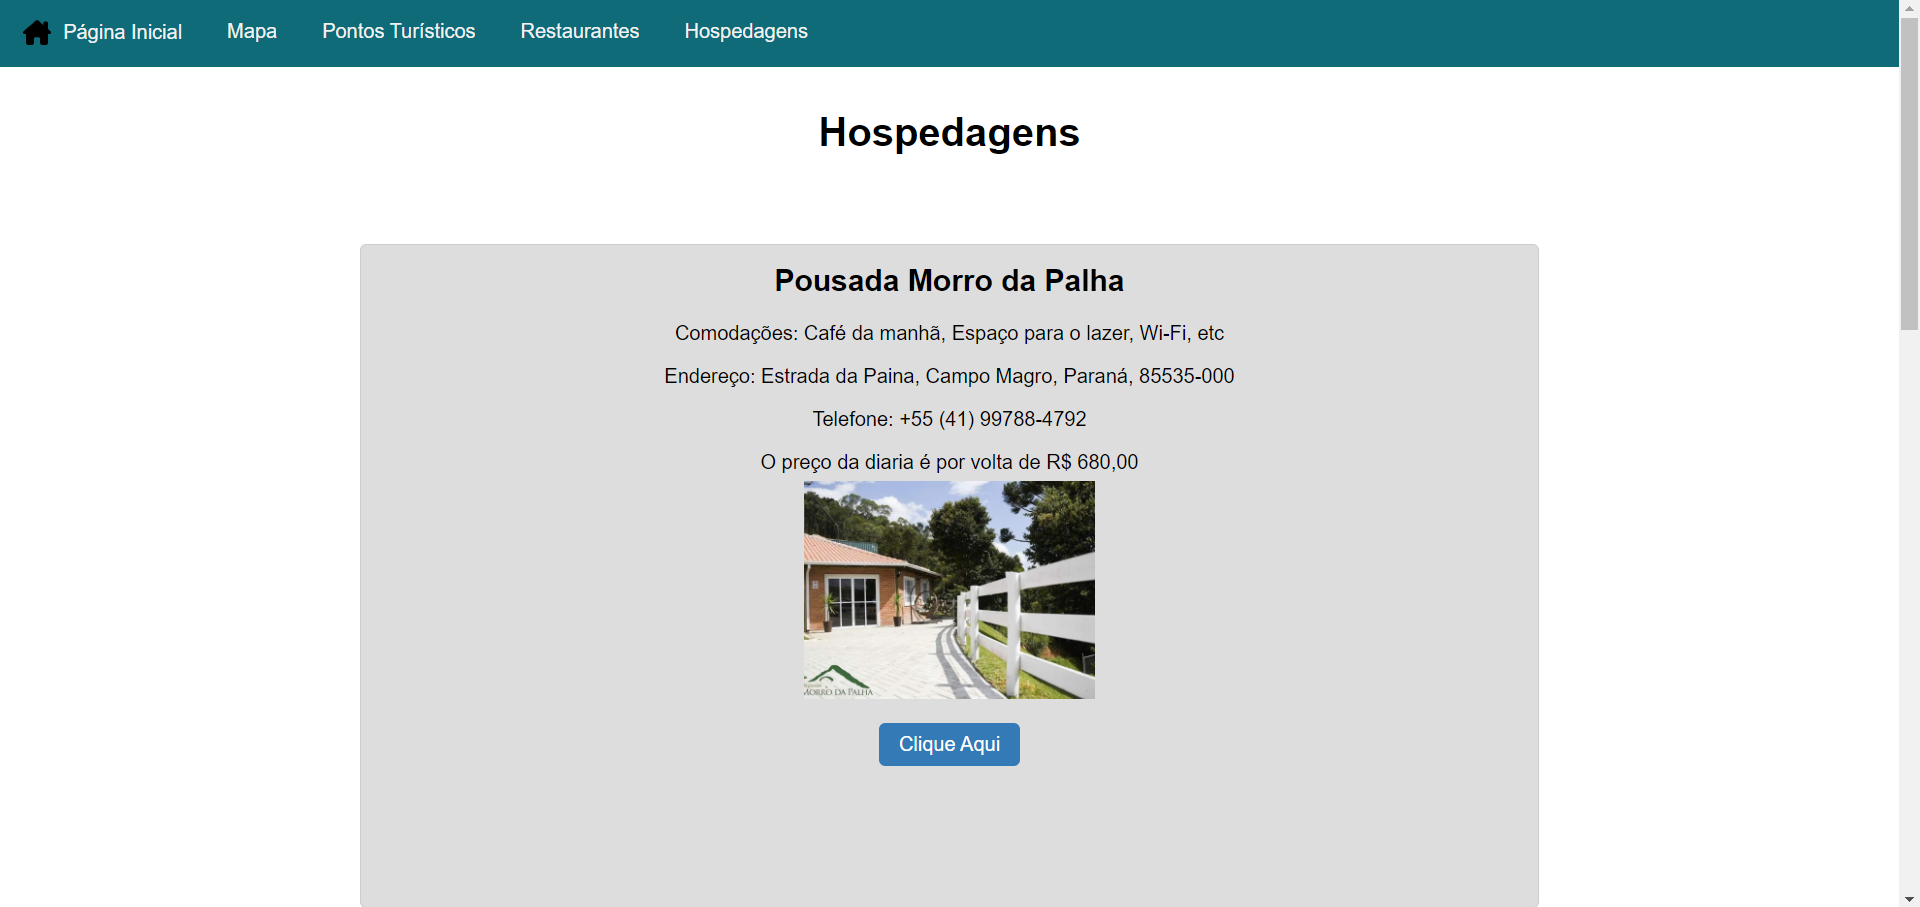 Página Inicial Mapa Pontos Turísticos Restaurantes Hospedagens
Hospedagens
Pousada Morro da Palha
Comodações: Café da manhã, Espaço para o lazer, Wi-Fi, etc
Endereço: Estrada da Paina, Campo Magro, Paraná, 85535-000
Telefone: +55 (41) 99788-4792
O preço da diaria é por volta de R$ 680,00
MORRO DA PALHA
Clique Aqui